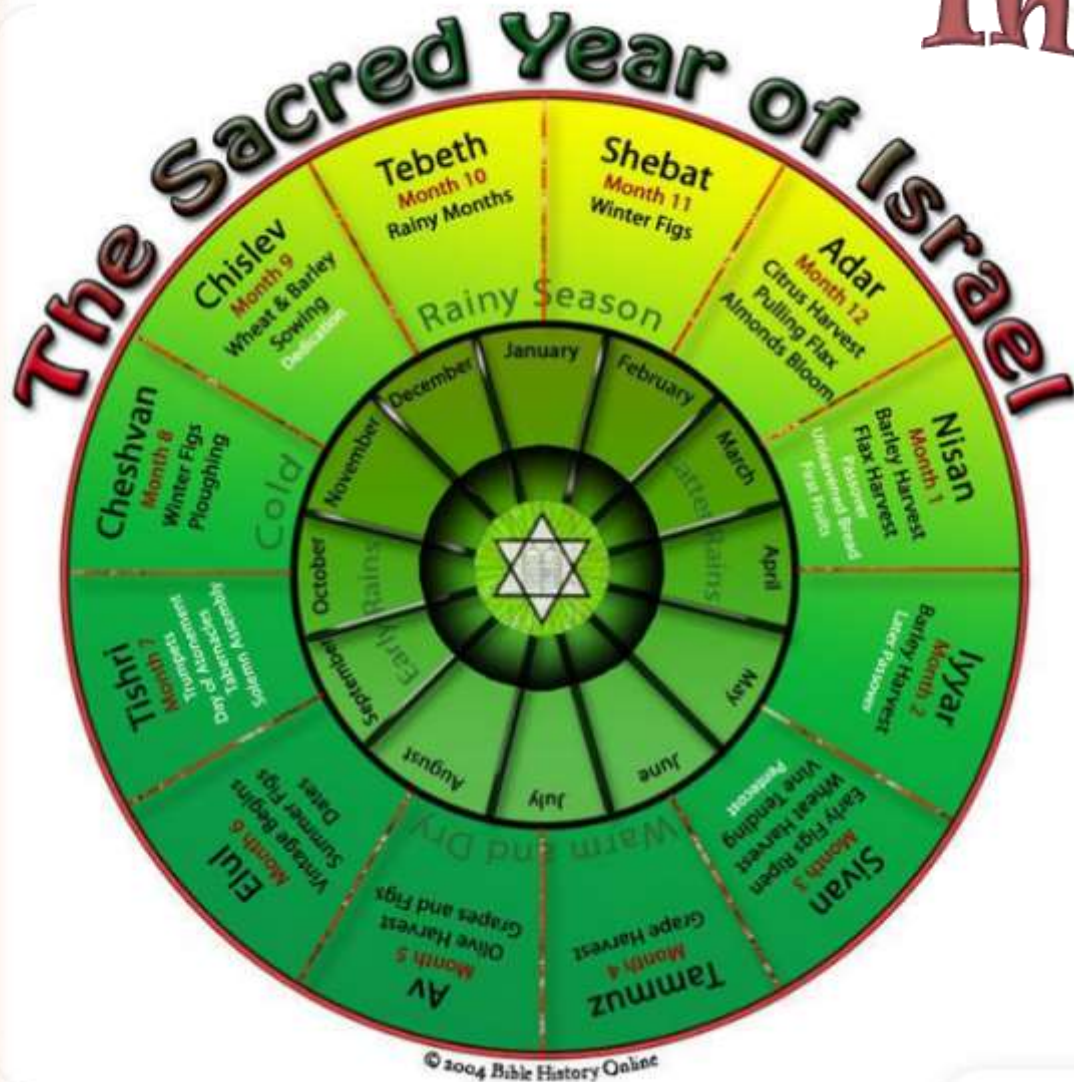 In
The Sacred Year of Israel
Tebeth
Month 10
Rainy Months
Shebat
Month 11
Winter Figs
Adar
Month 12
Citrus Harvest
Pulling Flax
Almonds Bloom
Nisan
Month 1
Barley Harvest
Flax Harvest
Passover
Unleavened Bread
First Fruits
Iyyar
Month 2
Barley Harvest
Later Passover
Sivan
Month 3
Early Figs Ripen
Wheat Harvest
Vine Tending
Pentecost
Tammuz
Month 4
Grape Harvest
Av
Month 5
Olive Harvest
Grapes and Figs
Elul
Month 6
Vintage Begins
Summer Figs
Dates
Tishri
Month 7
Trumpets
Day of Atonement
Tabernacles
Solemn Assembly
Cheshvan
Month 8
Winter Figs
Ploughing
Chislev
Month 9
Wheat & Barley
Sowing
Dedication
Rainy Season
Cold
Warm and Dry
January
February
March
April
May
June
July
August
September
October
November
December
Latter Rains
Early Rains
© 2004 Bible History Online